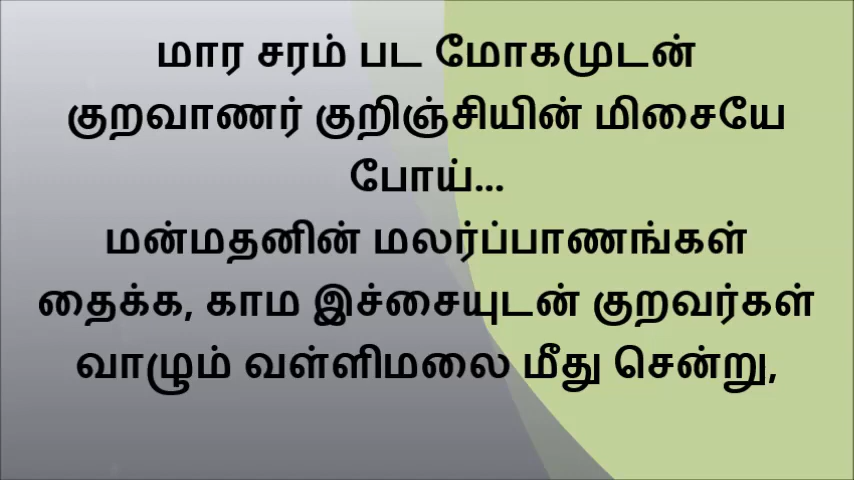 மார சரம் பட மோகமுடன்
குறவாணர் குறிஞ்சியின் மிசையே
போய்...
மன்மதனின் மலர்ப்பாணங்கள்
தைக்க, காம இச்சையுடன் குறவர்கள்
வாழும் வள்ளிமலை மீது சென்று,